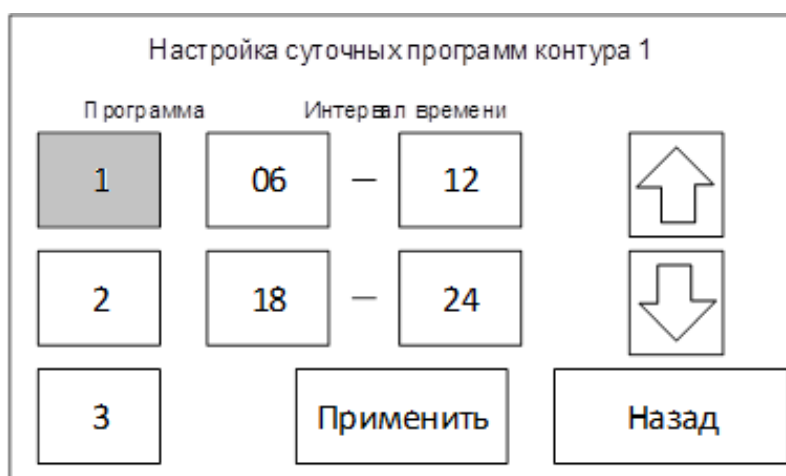 Настройка суточных программ контура 1
Программа Интервал времени
1 06 – 12
2 18 – 24
3 Применить Назад